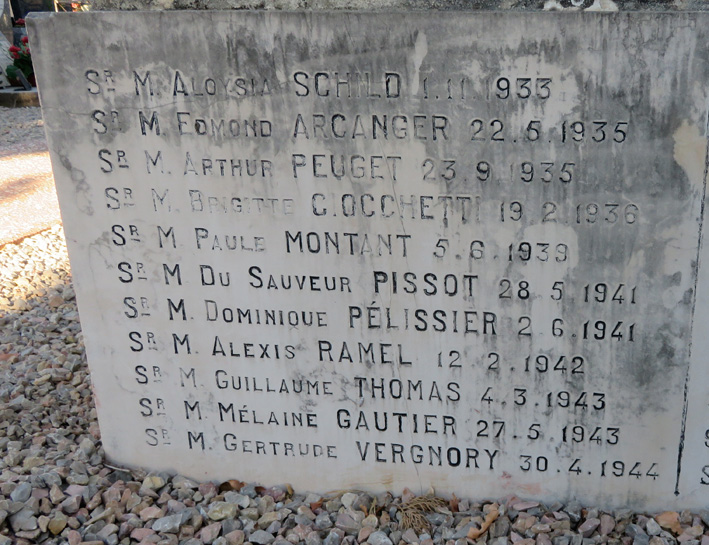 SR M. ALOYSIA SCHILD 1.11.1933.
SR M. EDMOND ARCANGER 22.5.1935
SR M. ARTHUR PEUGET 23.9.1935
SR M. BRIGITTE CIOCCHETTI 19.2.1936
SR M. PAULE MONTANT 5.6.1939
SR M DU SAUVEUR PISSOT 28.5.1941
SR M. DOMINIQUE PÉLISSIER 2.6.1941
SR M. ALEXIS RAMEL 12.2.1942
SR M. GUILLAUME THOMAS 4.3.1943
SR M. MÉLAINE GAUTIER 27.5.1943
SR M. GERTRUDE VERGNORY 30.4.1944